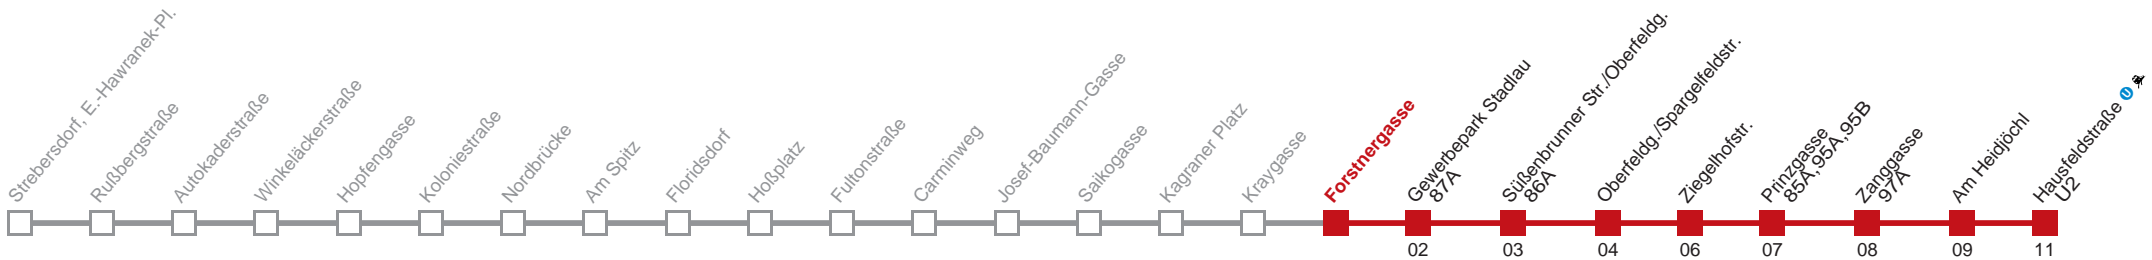 Strebersdorf, E.-Hawranek-Pl.
Rußbergstraße
Autokaderstraße
Winkeläckerstraße
Hopfengasse
Koloniestraße
Nordbrücke
Am Spitz
Floridsdorf
Hoßplatz
Fultonstraße
Carminweg
Josef-Baumann-Gasse
Saikogasse
Kagraner Platz
Kraygasse
Forstnergasse
Gewerbepark Stadlau
87A
Süßenbrunner Str./Oberfeldg.
86A
Oberfeldg./Spargelfeldstr.
Ziegelhofstr.
Prinzgasse
85A,95A,95B
Zanggasse
97A
Am Heidjöchl
Hausfeldstraße U
U2
02
03
04
06
07
08
09
11